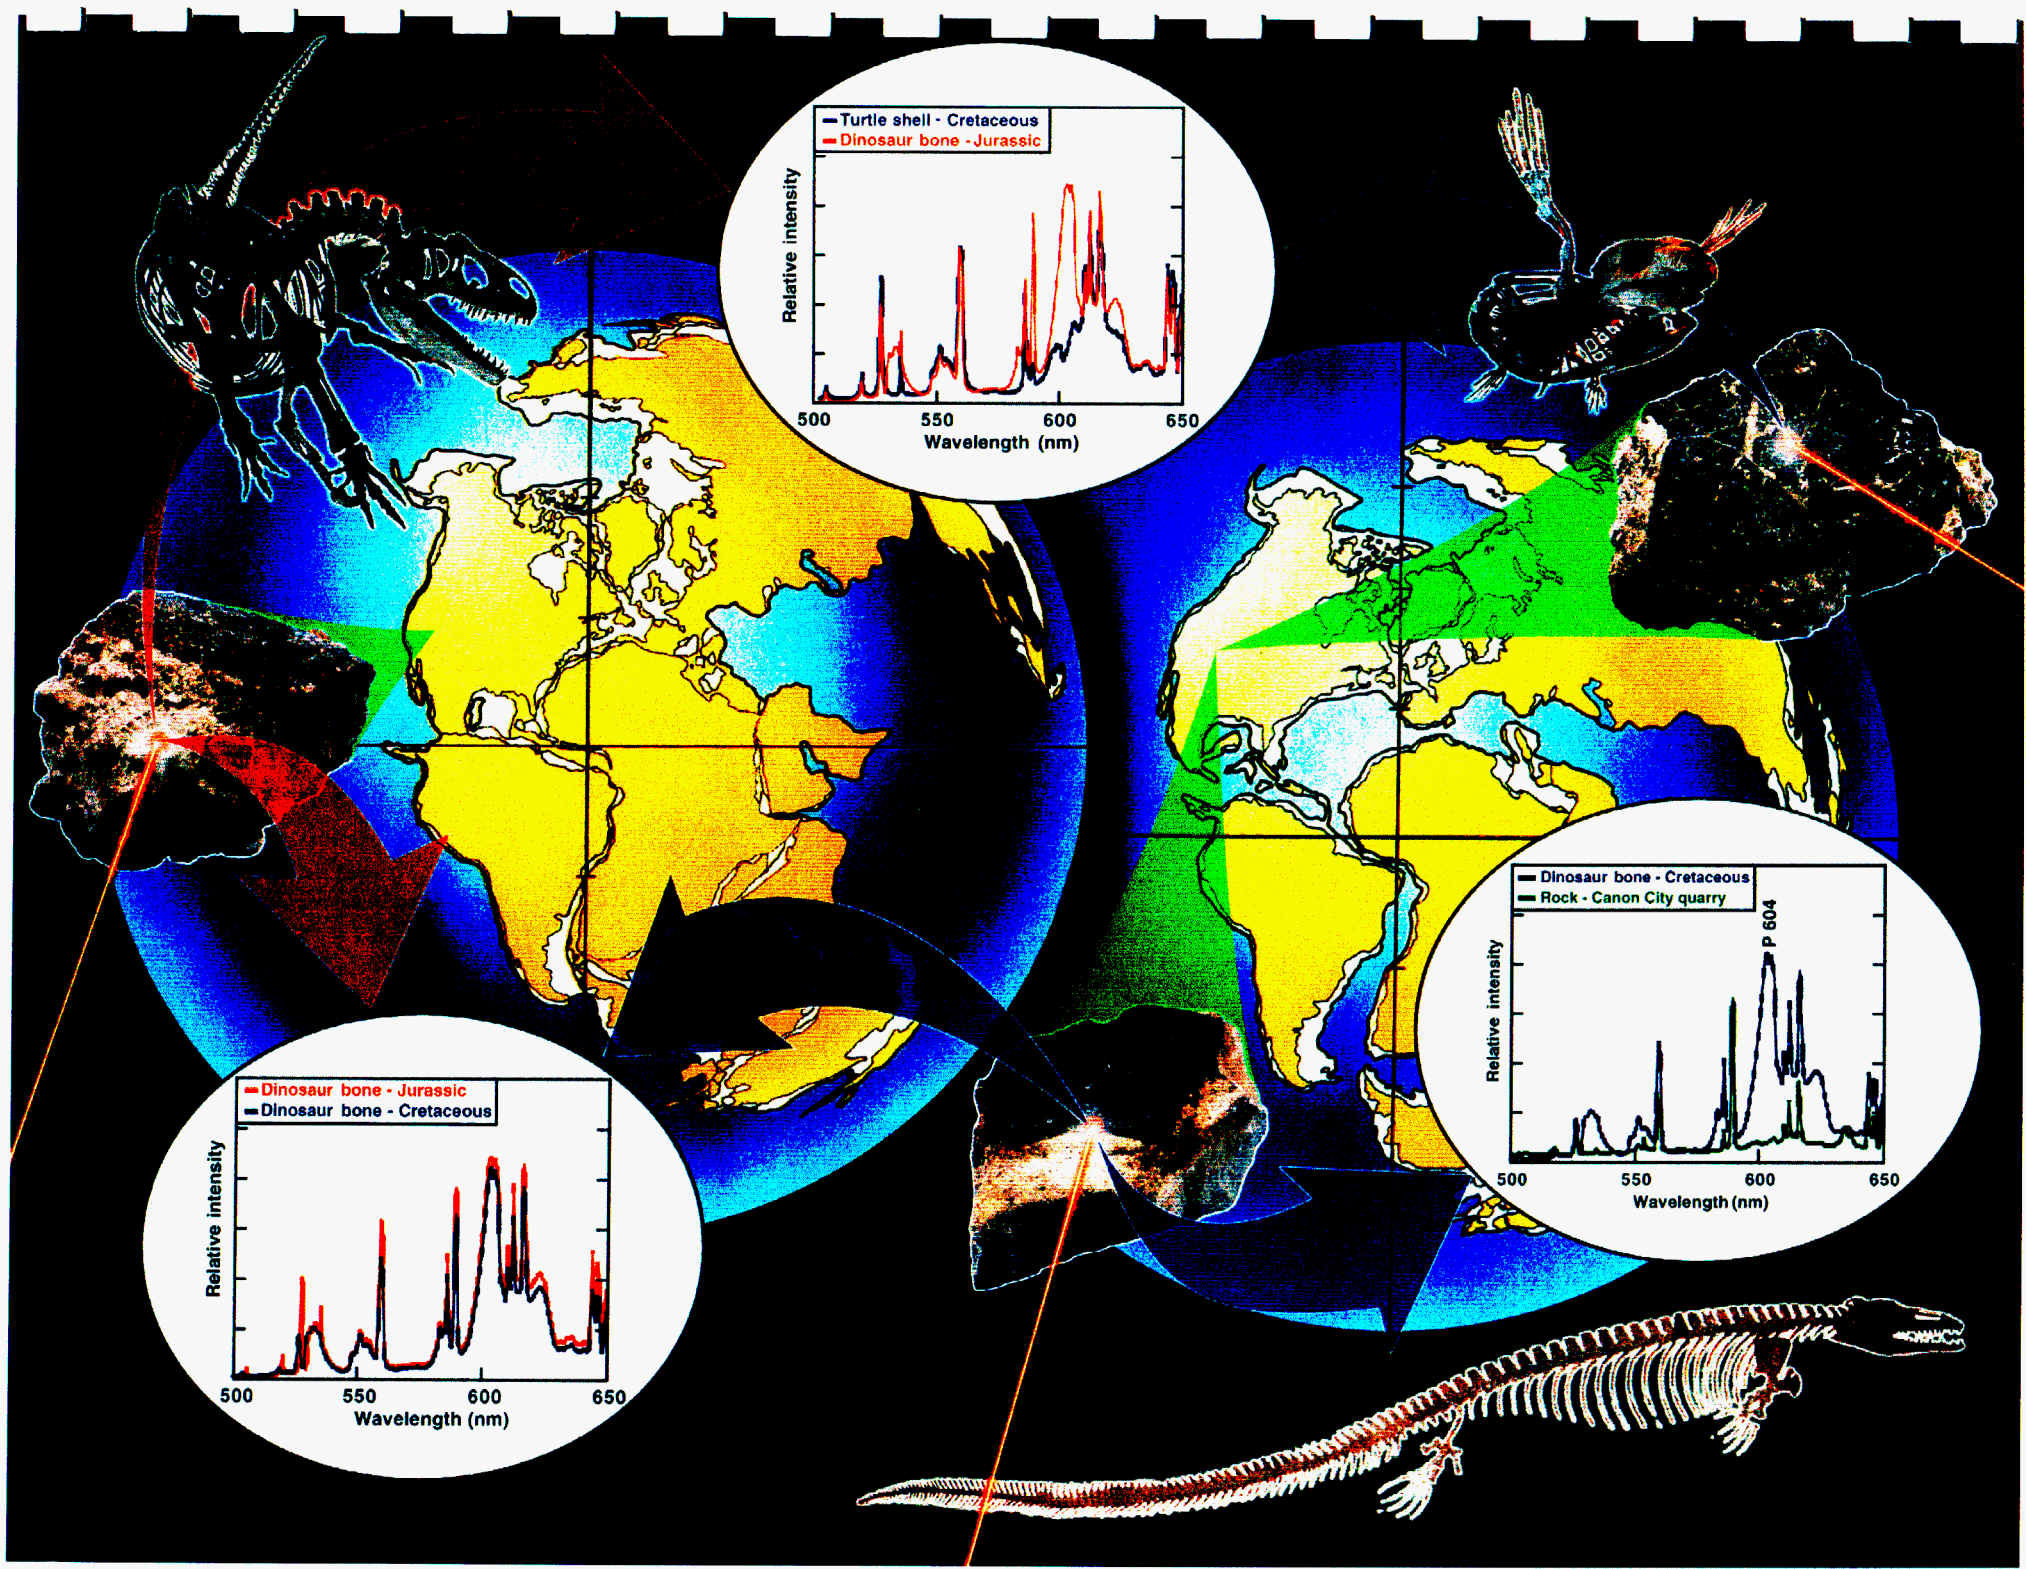 Turtle shell - Cretaceous
Dinosaur bone - Jurassic
Relative intensity
500 550 600 650
Wavelength (nm)
Dinosaur bone - Cretaceous
Rock - Canon City quarry
P 604
Relative intensity
500 550 600 650
Wavelength (nm)
Dinosaur bone - Jurassic
Dinosaur bone - Cretaceous
Relative intensity
500 550 600 650
Wavelength (nm)